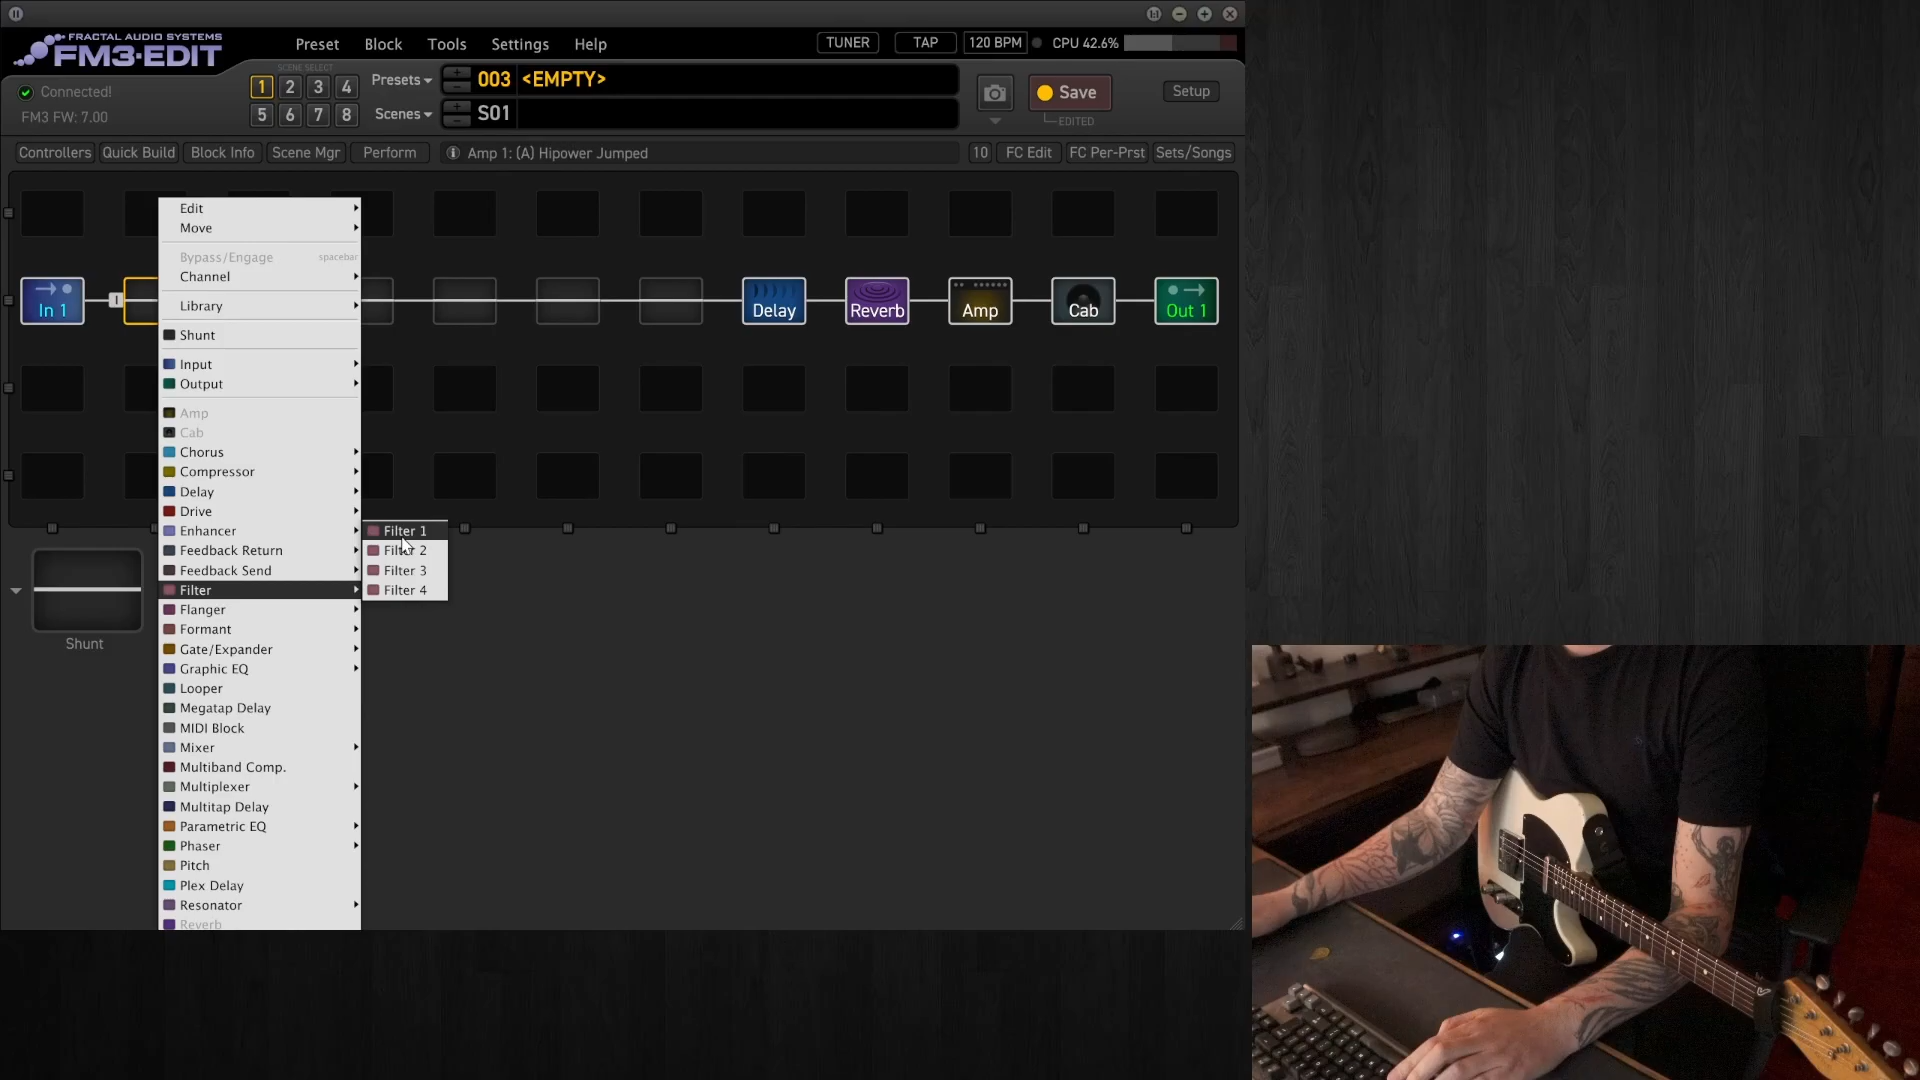 FRACTAL AUDIO SYSTEMS
FM3·EDIT
Preset
Block
Tools
Settings
Help
TUNER
TAP
120 BPM
CPU 42.6%
SCENE SELECT
1 2 3 4
5 6 7 8
Presets
003 <EMPTY>
Scenes
S01
Save
EDITED
Setup
Connected!
FM3 FW: 7.00
Controllers
Quick Build
Block Info
Scene Mgr
Perform
Amp 1: (A) Hipower Jumped
10
FC Edit
FC Per-Prst
Sets/Songs
In 1
Delay
Reverb
Amp
Cab
Out 1
Edit
Move
Bypass/Engage spacebar
Channel
Library
Shunt
Input
Output
Amp
Cab
Chorus
Compressor
Delay
Drive
Enhancer
Feedback Return
Feedback Send
Filter
Flanger
Formant
Gate/Expander
Graphic EQ
Looper
Megatap Delay
MIDI Block
Mixer
Multiband Comp.
Multiplexer
Multitap Delay
Parametric EQ
Phaser
Pitch
Plex Delay
Resonator
Reverb
Filter 1
Filter 2
Filter 3
Filter 4
Shunt